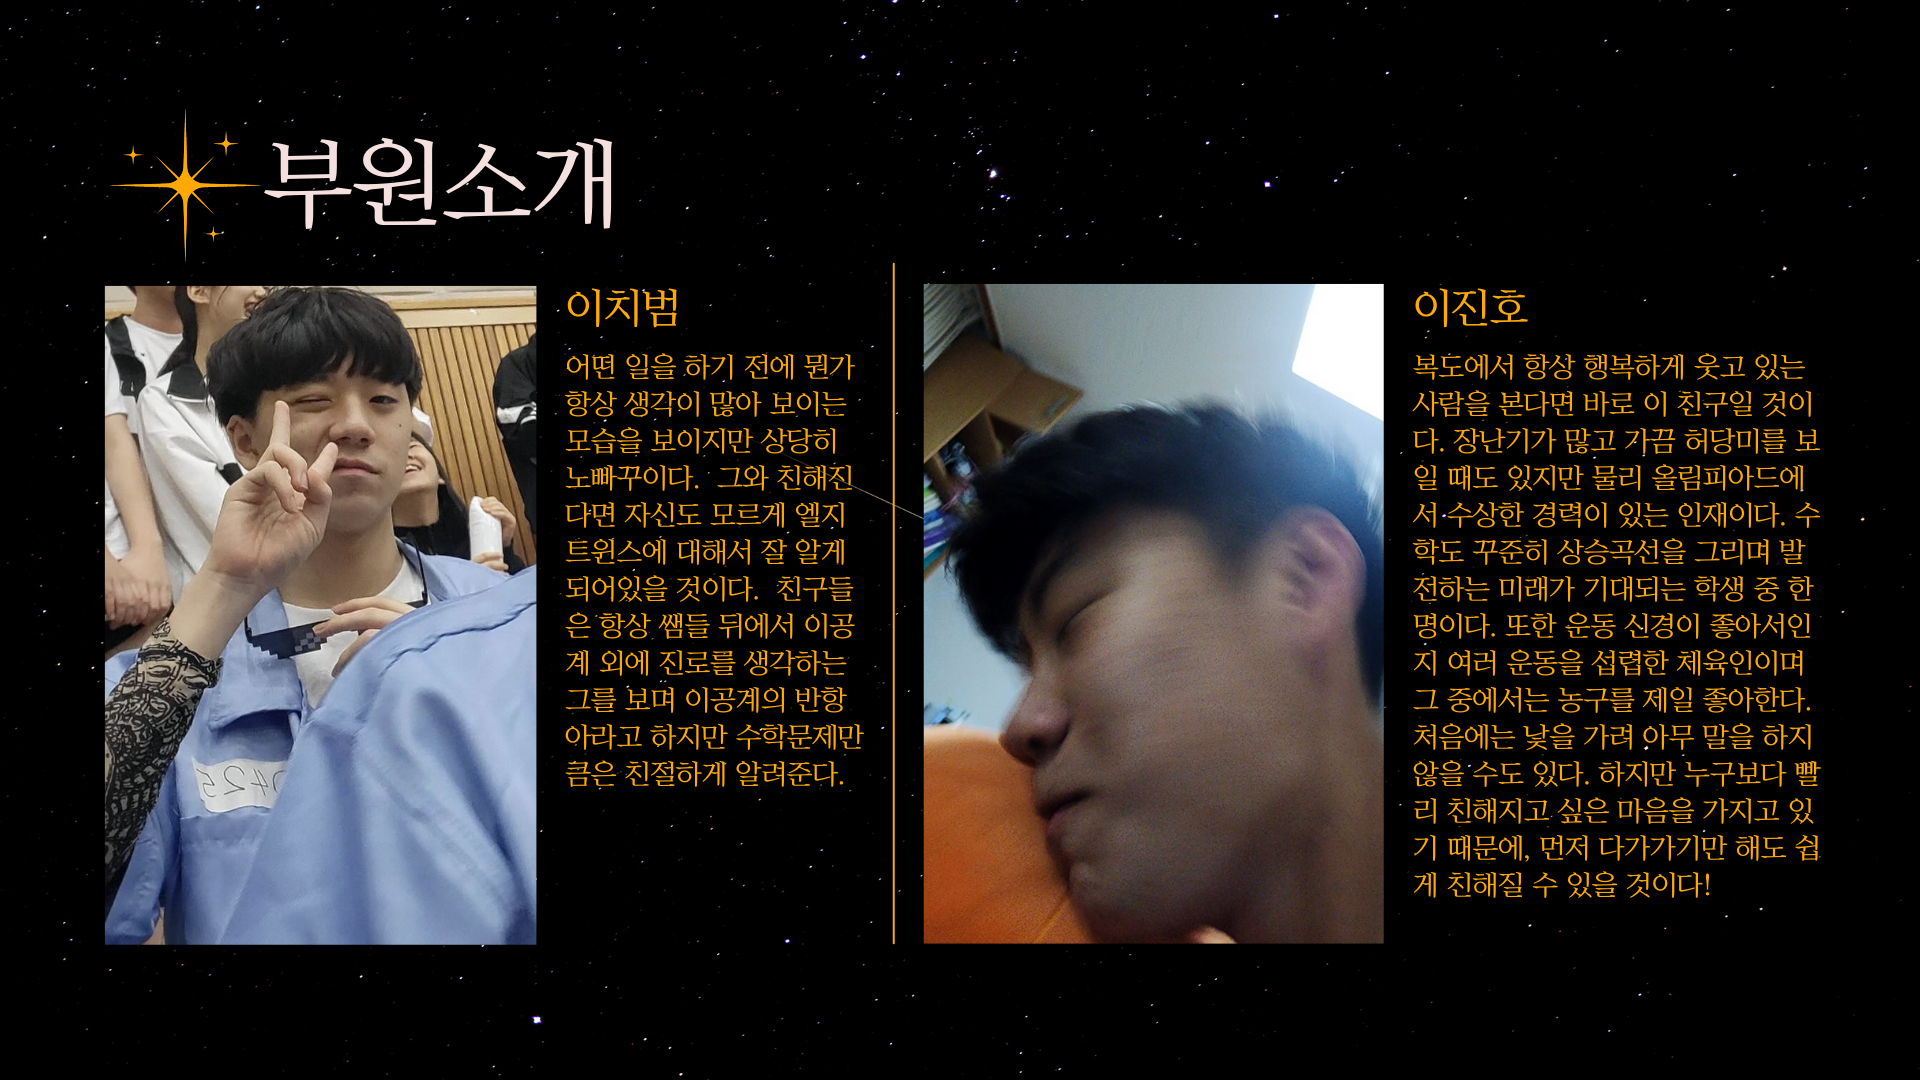 부원소개
이치범
어떤 일을 하기 전에 뭔가
항상 생각이 많아 보이는
모습을 보이지만 상당히
노빠꾸이다. 그와 친해진
다면 자신도 모르게 엘지
트윈스에 대해서 잘 알게
되어있을 것이다. 친구들
은 항상 쌤들 뒤에서 이공
계 외에 진로를 생각하는
그를 보며 이공계의 반항
아라고 하지만 수학문제만
큼은 친절하게 알려준다.
이진호
복도에서 항상 행복하게 웃고 있는
사람을 본다면 바로 이 친구일 것이
다. 장난기가 많고 가끔 허당미를 보
일 때도 있지만 물리 올림피아드에
서 수상한 경력이 있는 인재이다. 수
학도 꾸준히 상승곡선을 그리며 발
전하는 미래가 기대되는 학생 중 한
명이다. 또한 운동 신경이 좋아서인
지 여러 운동을 섭렵한 체육인이며
그 중에서는 농구를 제일 좋아한다.
처음에는 낯을 가려 아무 말을 하지
않을 수도 있다. 하지만 누구보다 빨
리 친해지고 싶은 마음을 가지고 있
기 때문에, 먼저 다가가기만 해도 쉽
게 친해질 수 있을 것이다!